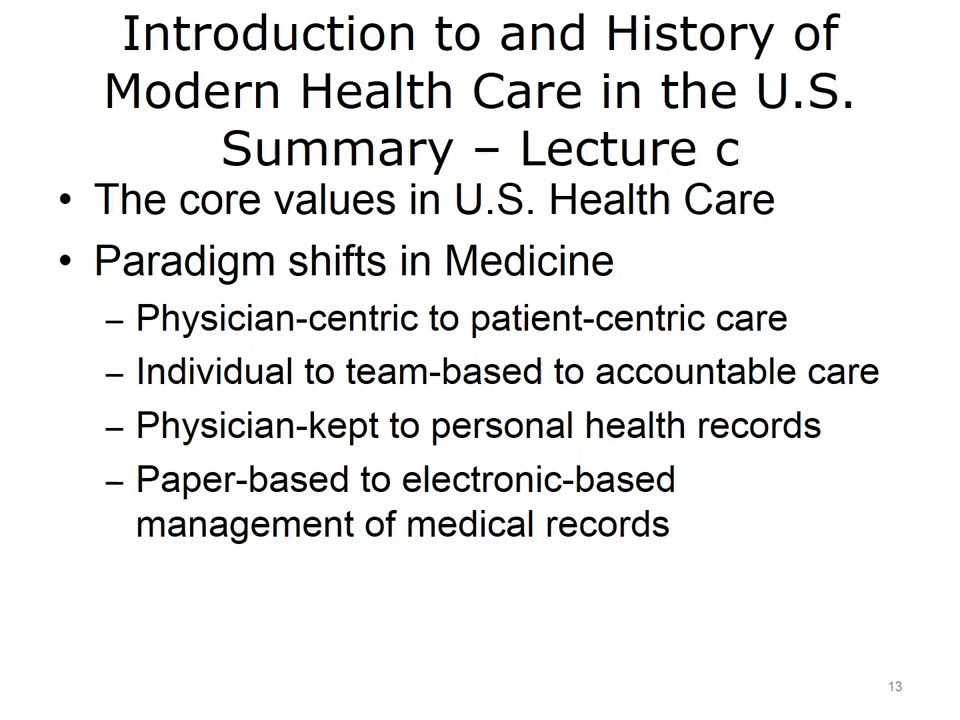 Introduction to and History of
Modern Health Care in the U.S.
Summary – Lecture c
• The core values in U.S. Health Care
• Paradigm shifts in Medicine
– Physician-centric to patient-centric care
– Individual to team-based to accountable care
– Physician-kept to personal health records
– Paper-based to electronic-based
management of medical records
13